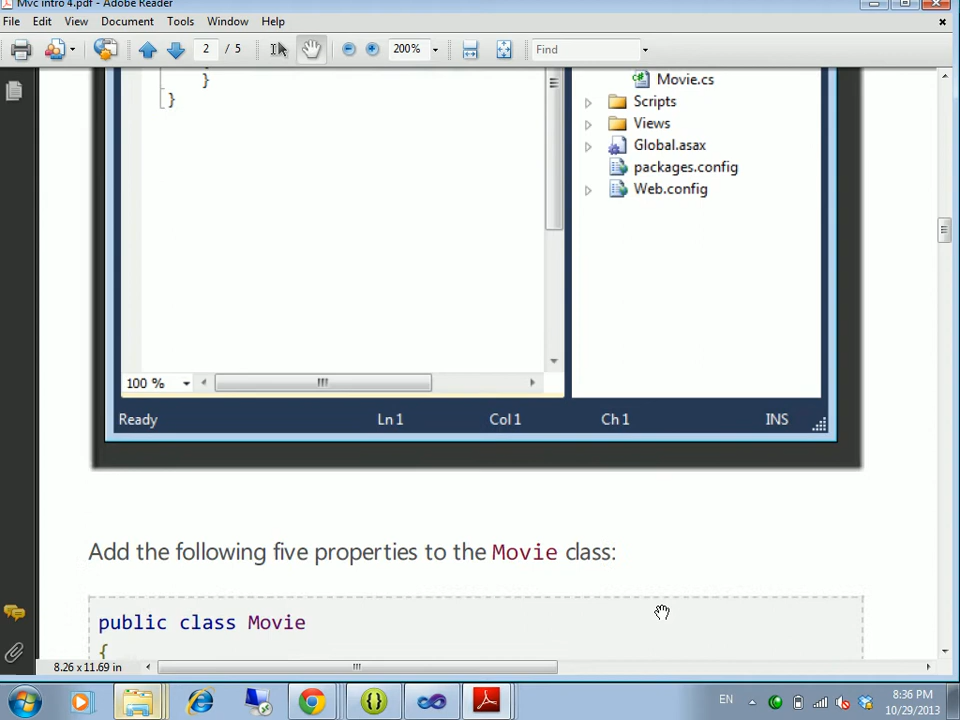 Mvc intro 4.pdf - Adobe Reader
File Edit View Document Tools Window Help
2 / 5 200% Find
}
}
Movie.cs
Scripts
Views
Global.asax
packages.config
Web.config
100 %
Ready Ln 1 Col 1 Ch 1 INS
Add the following five properties to the Movie class:
public class Movie
{
8.26 x 11.69 in
EN
8:36 PM
10/29/2013